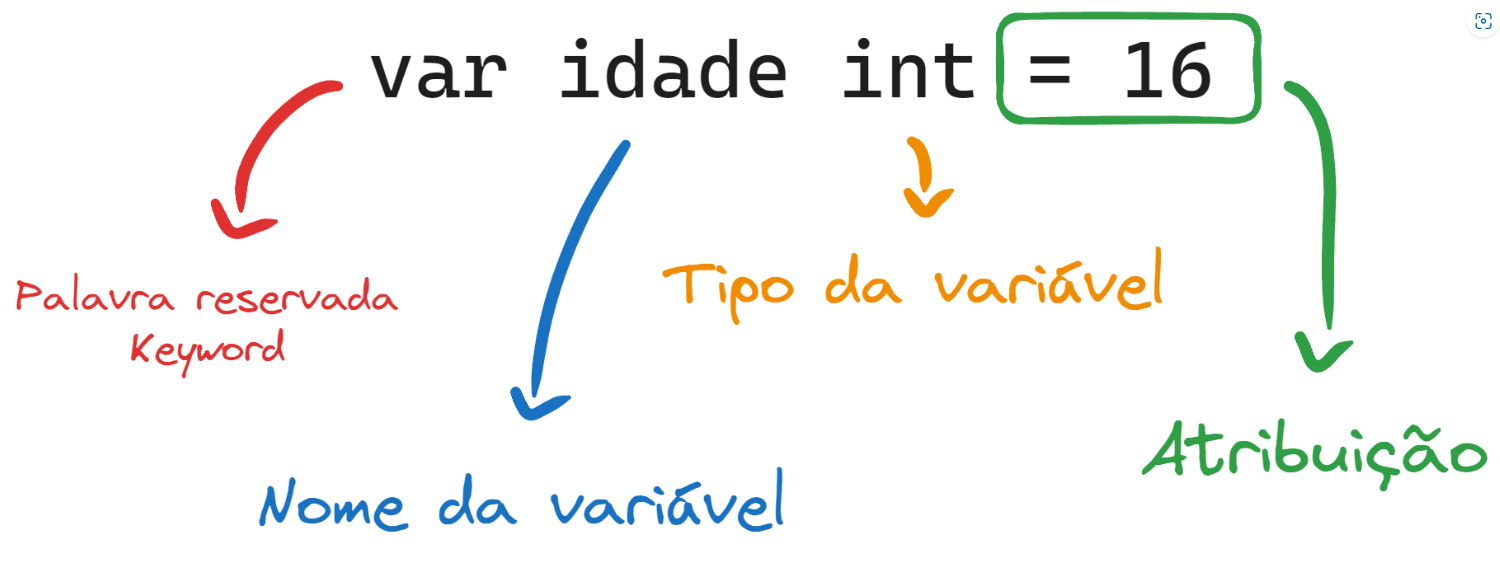 var idade int = 16
Palavra reservada
Keyword
Tipo da variável
Atribuição
Nome da variável